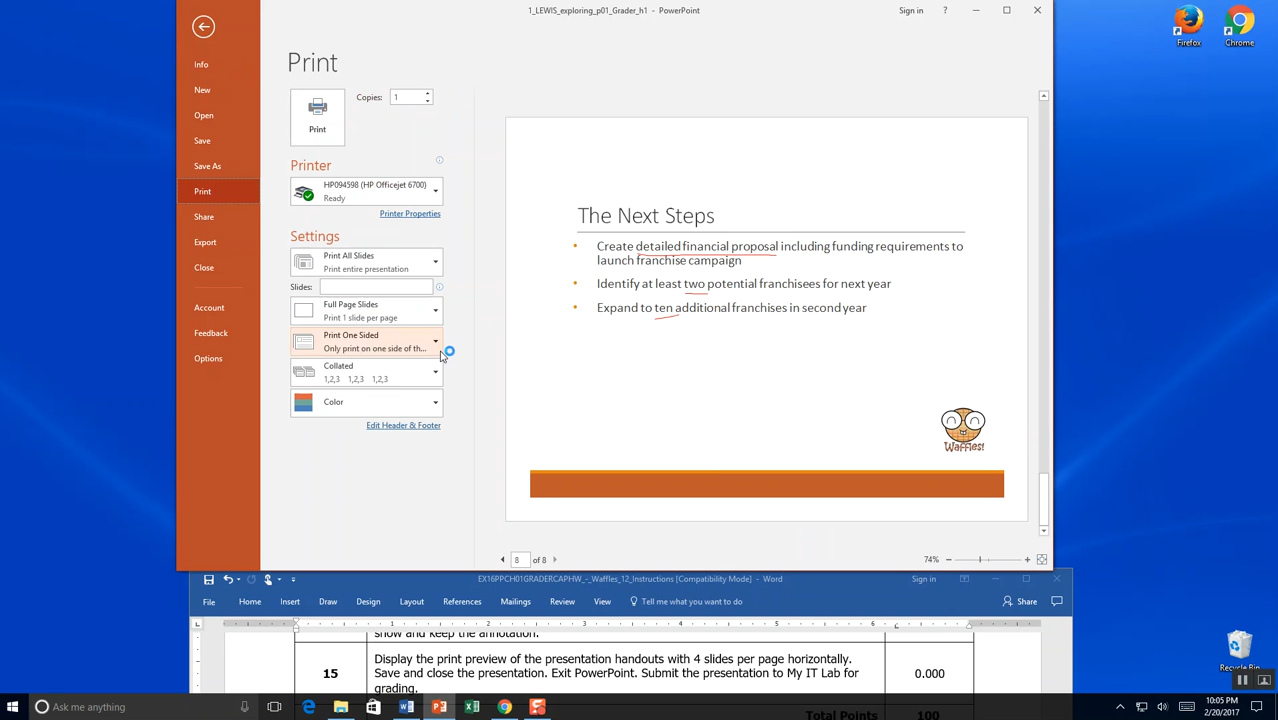 1_LEWIS_exploring_p01_Grader_h1 - PowerPoint
Sign in
?
Firefox
Chrome
Info
New
Open
Save
Save As
Print
Share
Export
Close
Account
Feedback
Options
Print
Print
Copies: 1
Printer
HP094598 (HP Officejet 6700)
Ready
Printer Properties
Settings
Print All Slides
Print entire presentation
Slides:
Full Page Slides
Print 1 slide per page
Print One Sided
Only print on one side of th...
Collated
1,2,3 1,2,3 1,2,3
Color
Edit Header & Footer
The Next Steps
• Create detailed financial proposal including funding requirements to
launch franchise campaign
• Identify at least two potential franchisees for next year
• Expand to ten additional franchises in second year
Waffles!
8 of 8
74%
EX16PPCH01GRADERCAPHW_-_Waffles_12_Instructions [Compatibility Mode] - Word
Sign in
File Home Insert Draw Design Layout References Mailings Review View Tell me what you want to do Share
1 2 3 4 5 6
show and keep the annotation.
15
Display the print preview of the presentation handouts with 4 slides per page horizontally.
Save and close the presentation. Exit PowerPoint. Submit the presentation to My IT Lab for
grading.
0.000
Total Points 100
Recycle Bin
Ask me anything
10:05 PM
2/20/2017